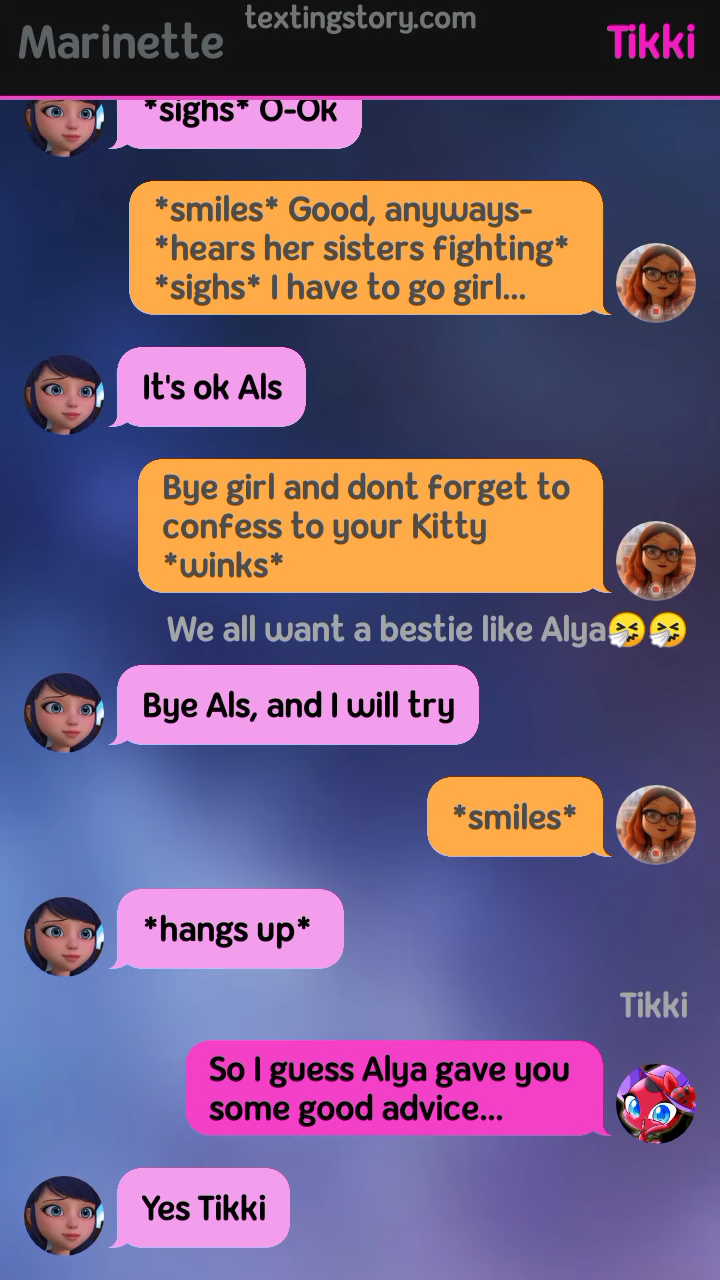 textingstory.com
Marinette
Tikki
*sighs* O-Ok
*smiles* Good, anyways-
*hears her sisters fighting*
*sighs* I have to go girl...
It's ok Als
Bye girl and dont forget to
confess to your Kitty
*winks*
We all want a bestie like Alya🤧🤧
Bye Als, and I will try
*smiles*
*hangs up*
Tikki
So I guess Alya gave you
some good advice...
Yes Tikki